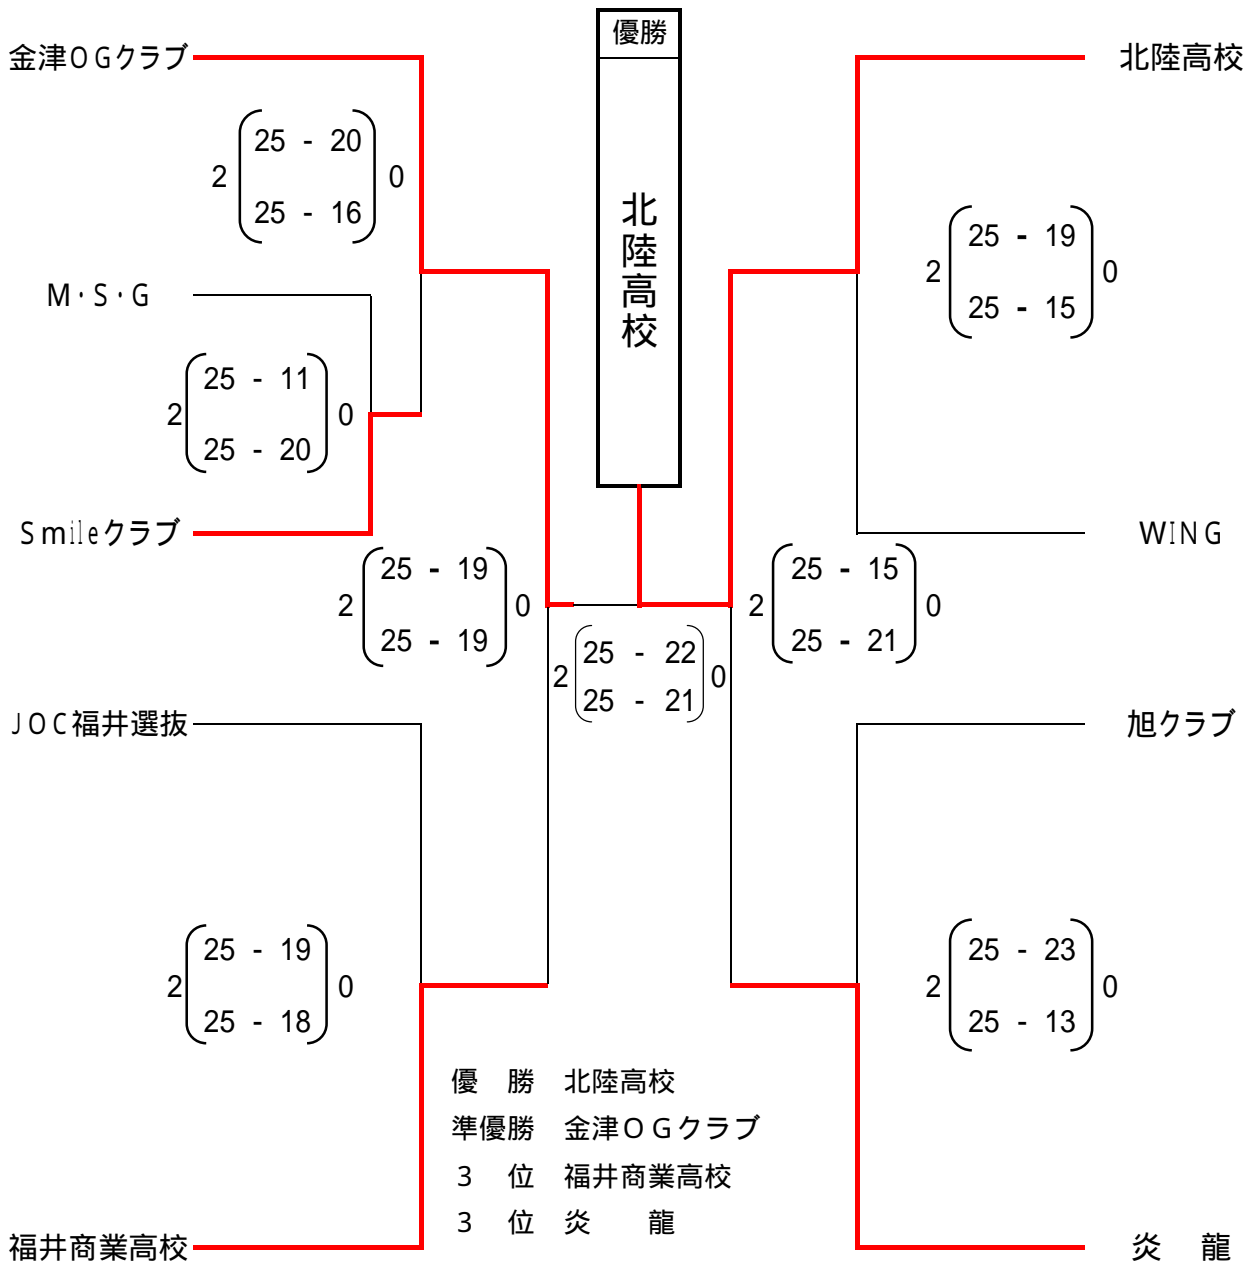 優勝
北陸高校
金津OGクラブ
北陸高校
2 25 - 20 0
25 - 16
2 25 - 19 0
25 - 15
M・S・G
2 25 - 11 0
25 - 20
Smileクラブ
WING
2 25 - 19 0
25 - 19
2 25 - 15 0
25 - 21
2 25 - 22 0
25 - 21
JOC福井選抜
旭クラブ
2 25 - 19 0
25 - 18
2 25 - 23 0
25 - 13
優 勝 北陸高校
準優勝 金津OGクラブ
3 位 福井商業高校
3 位 炎 龍
福井商業高校
炎 龍